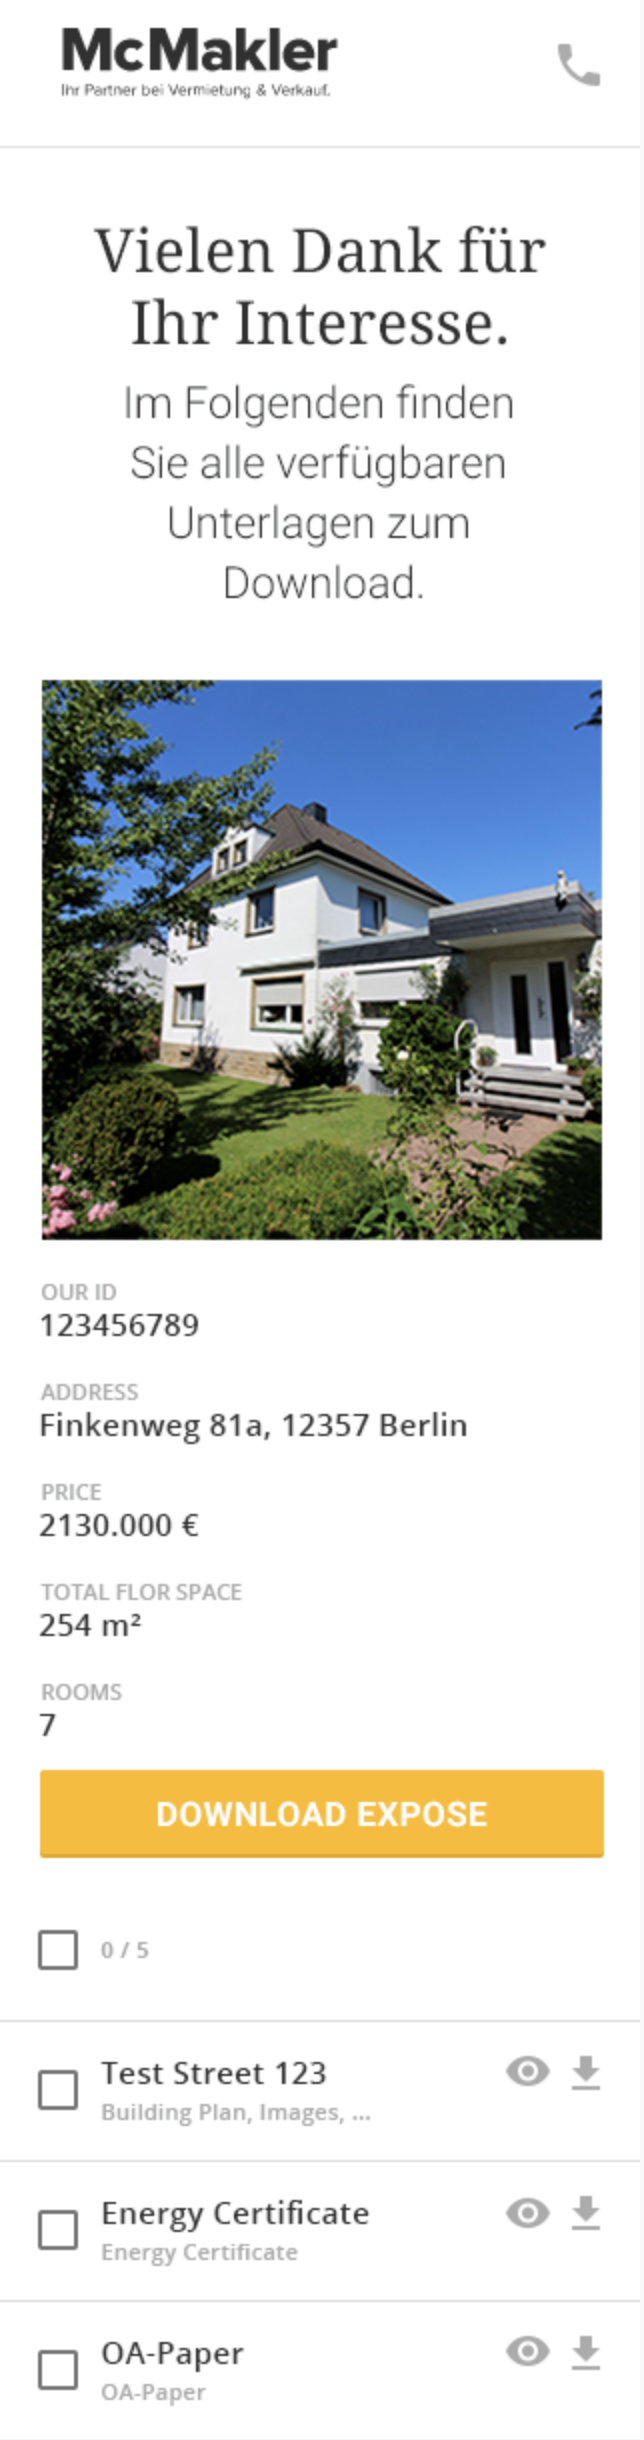 McMakler
Ihr Partner bei Vermietung & Verkauf.
Vielen Dank für
Ihr Interesse.
Im Folgenden finden
Sie alle verfügbaren
Unterlagen zum
Download.
OUR ID
123456789
ADDRESS
Finkenweg 81a, 12357 Berlin
PRICE
2130.000 €
TOTAL FLOR SPACE
254 m²
ROOMS
7
DOWNLOAD EXPOSE
0 / 5
Test Street 123
Building Plan, Images, ...
Energy Certificate
Energy Certificate
OA-Paper
OA-Paper